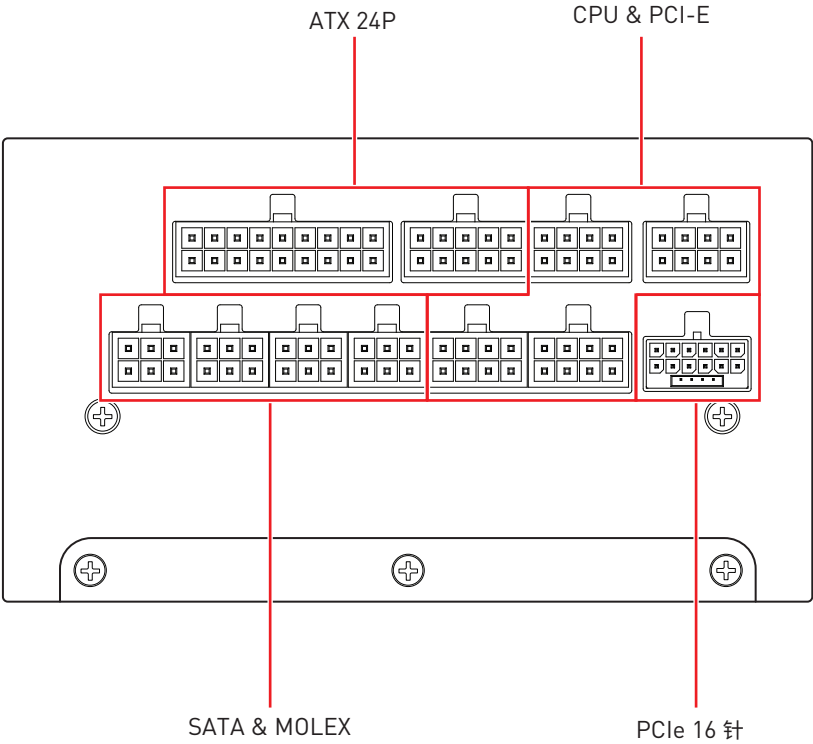 ATX 24P
CPU & PCI-E
SATA & MOLEX
PCIe 16 针